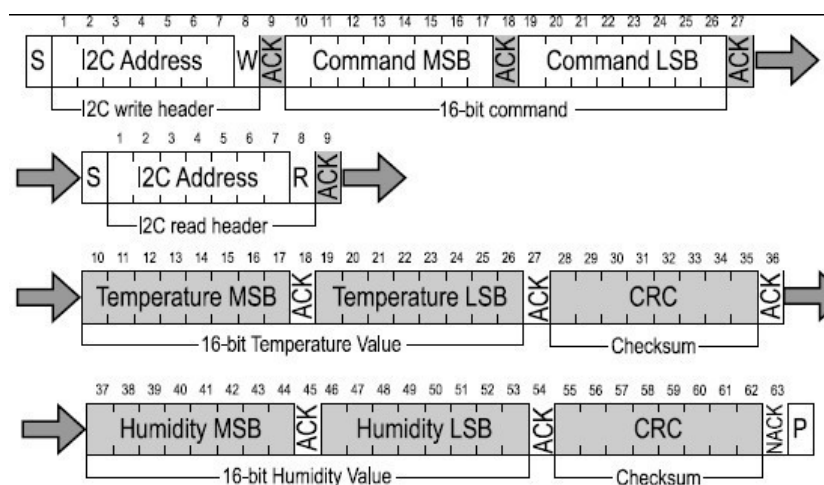 1 2 3 4 5 6 7 8 9 10 11 12 13 14 15 16 17 18 19 20 21 22 23 24 25 26 27
S I2C Address W ACK Command MSB ACK Command LSB ACK
I2C write header 16-bit command
1 2 3 4 5 6 7 8 9
S I2C Address R ACK
I2C read header
10 11 12 13 14 15 16 17 18 19 20 21 22 23 24 25 26 27 28 29 30 31 32 33 34 35 36
Temperature MSB ACK Temperature LSB ACK CRC ACK
16-bit Temperature Value Checksum
37 38 39 40 41 42 43 44 45 46 47 48 49 50 51 52 53 54 55 56 57 58 59 60 61 62 63
Humidity MSB ACK Humidity LSB ACK CRC NACK P
16-bit Humidity Value Checksum